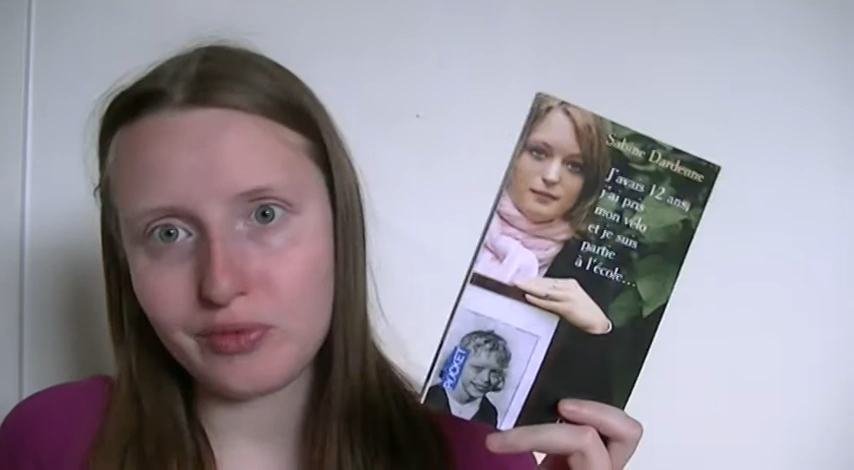 Sabine Dardenne
J'avais 12 ans,
j'ai pris
mon vélo
et je suis
partie
à l'école...
POCKET